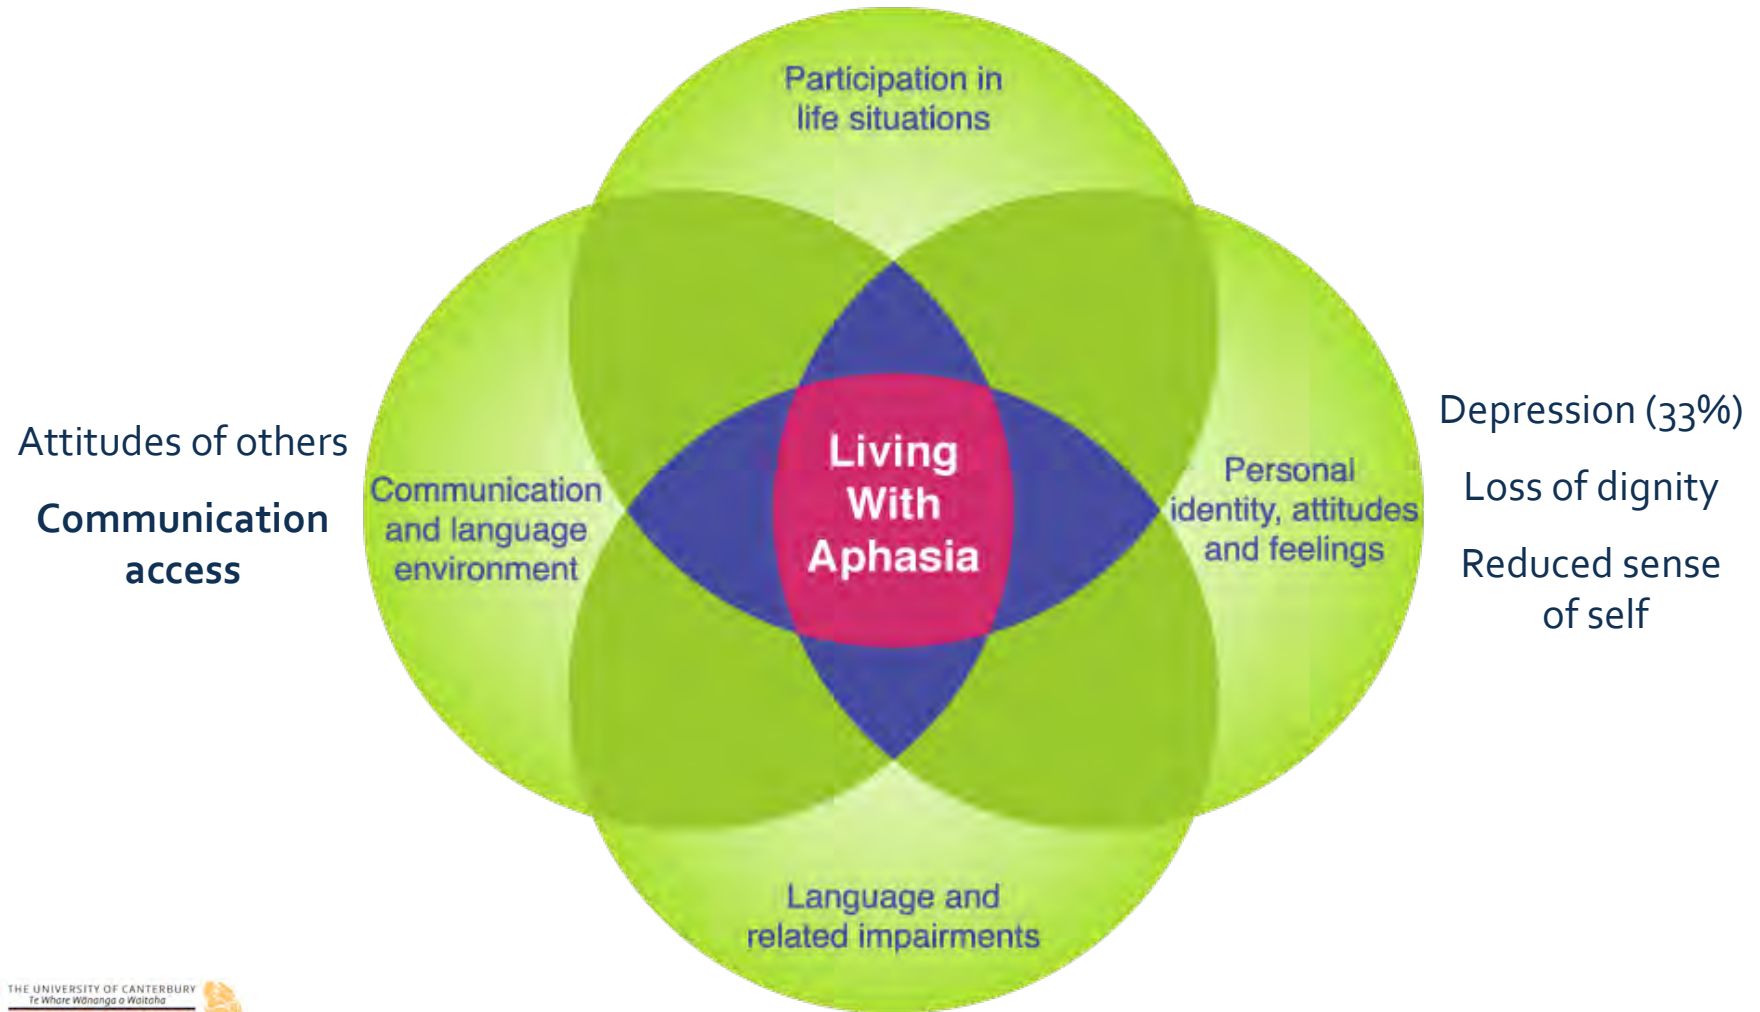 Participation in
life situations
Attitudes of others
Communication
access
Communication
and language
environment
Living
With
Aphasia
Personal
identity, attitudes
and feelings
Depression (33%)
Loss of dignity
Reduced sense
of self
Language and
related impairments
THE UNIVERSITY OF CANTERBURY
Te Whare Wānanga o Waitaha